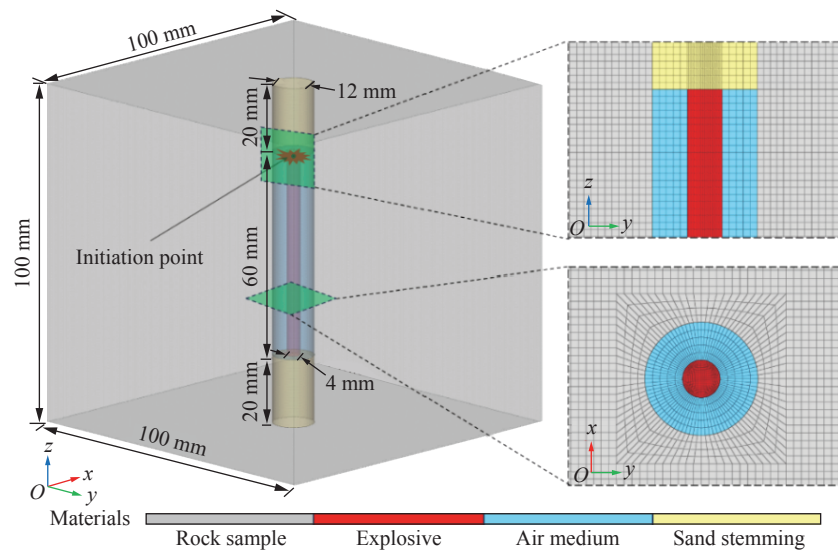 100 mm
12 mm
20 mm
100 mm
60 mm
Initiation point
4 mm
20 mm
100 mm
z
x
y
O
z
O
y
x
O
y
Materials
Rock sample
Explosive
Air medium
Sand stemming